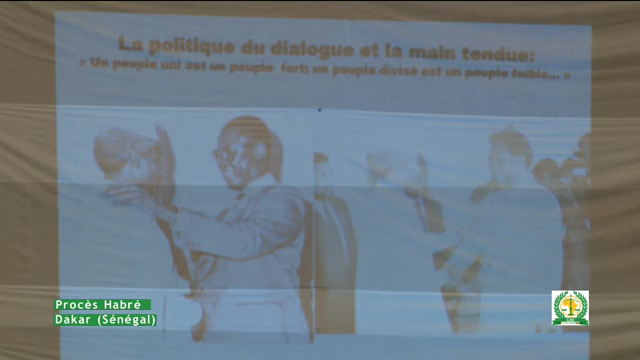 La politique du dialogue et la main tendue:
« Un peuple uni est un peuple fort; un peuple divisé est un peuple faible... »
Procès Habré
Dakar (Sénégal)